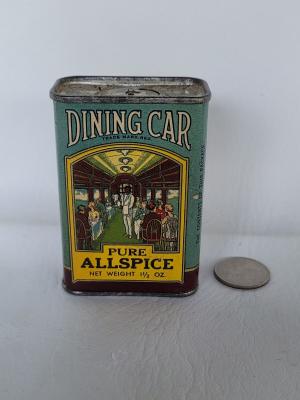 DINING CAR
TRADE MARK REG.
PURE
ALLSPICE
NET WEIGHT 1½ OZ.